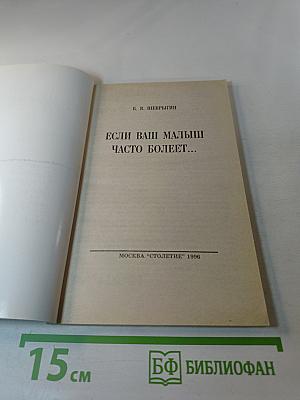 Б. В. ШЕВРЫГИН
ЕСЛИ ВАШ МАЛЫШ
ЧАСТО БОЛЕЕТ...
МОСКВА "СТОЛЕТИЕ" 1996
15 см
БФ БИБЛИОФАН